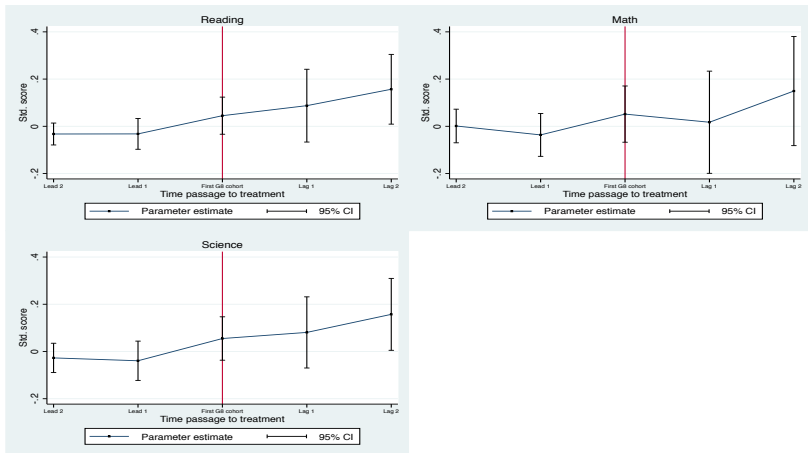 Reading
Std. score
.4
.2
0
-.2
Lead 2 Lead 1 First G8 cohort Lag 1 Lag 2
Time passage to treatment
Parameter estimate 95% CI
Math
Std. score
.4
.2
0
-.2
Lead 2 Lead 1 First G8 cohort Lag 1 Lag 2
Time passage to treatment
Parameter estimate 95% CI
Science
Std. score
.4
.2
0
-.2
Lead 2 Lead 1 First G8 cohort Lag 1 Lag 2
Time passage to treatment
Parameter estimate 95% CI